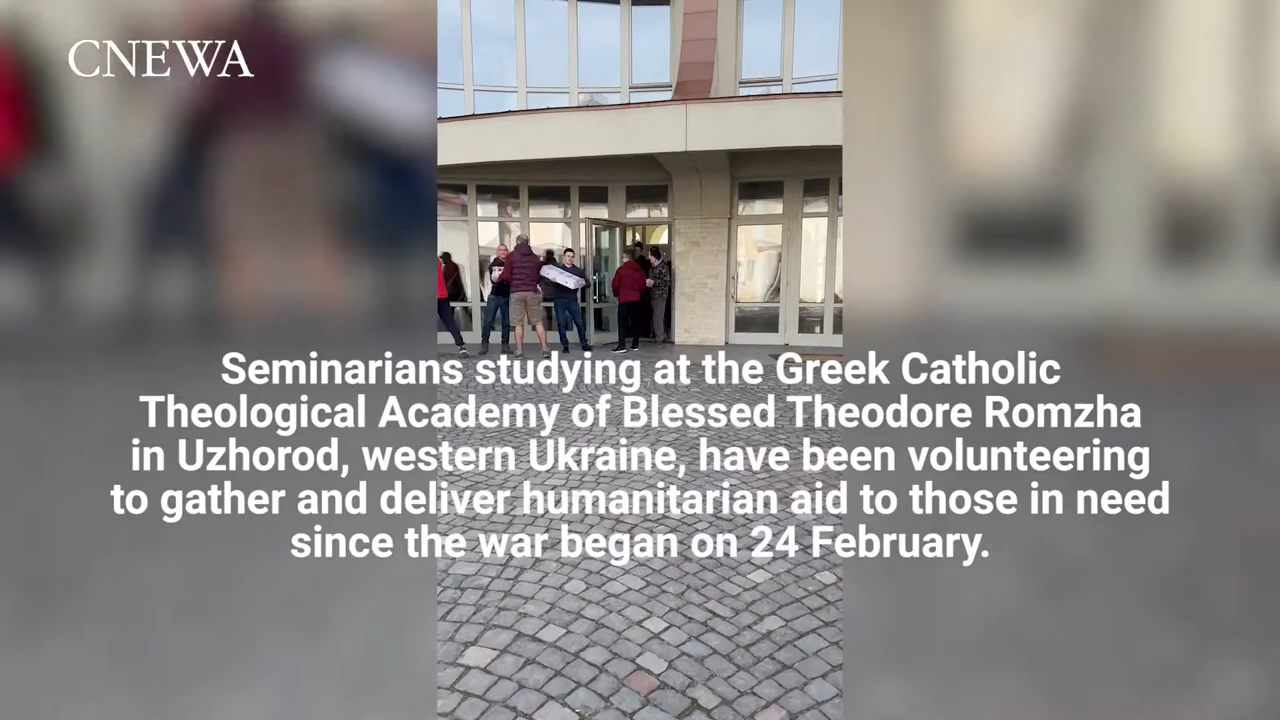 CNEWA
Seminarians studying at the Greek Catholic
Theological Academy of Blessed Theodore Romzha
in Uzhorod, western Ukraine, have been volunteering
to gather and deliver humanitarian aid to those in need
since the war began on 24 February.